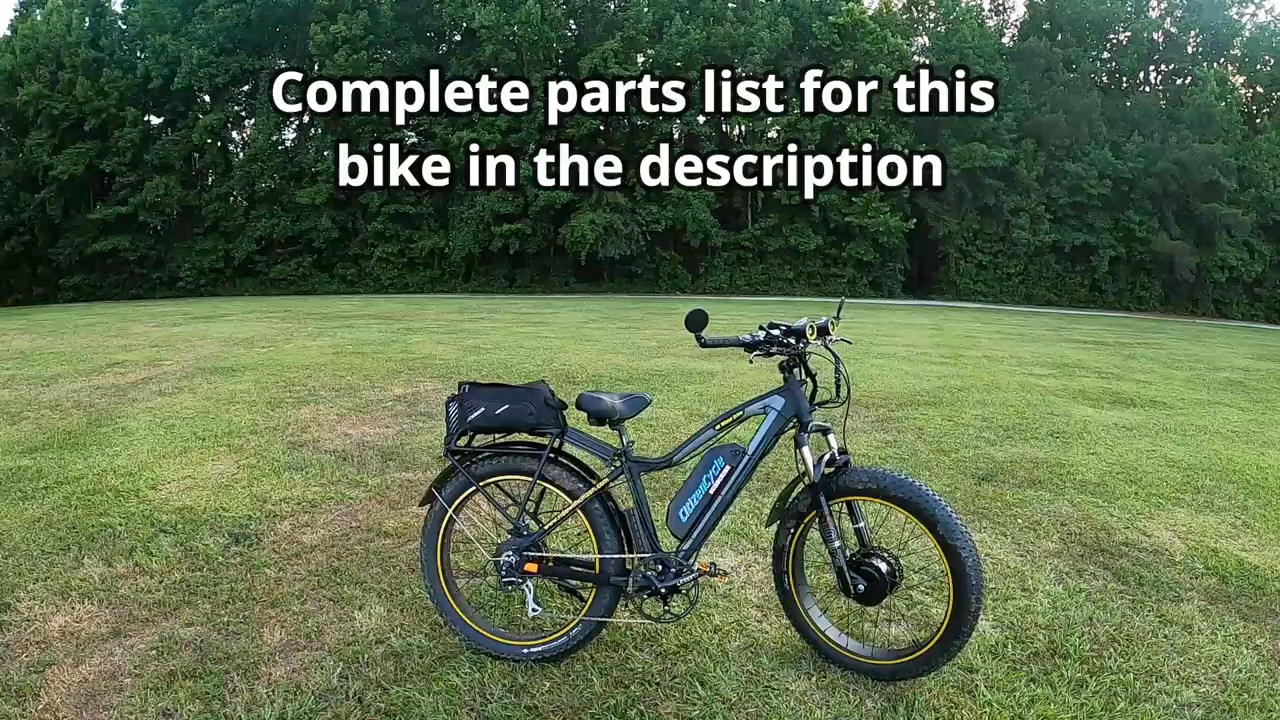 Complete parts list for this
bike in the description
CitizenCycle